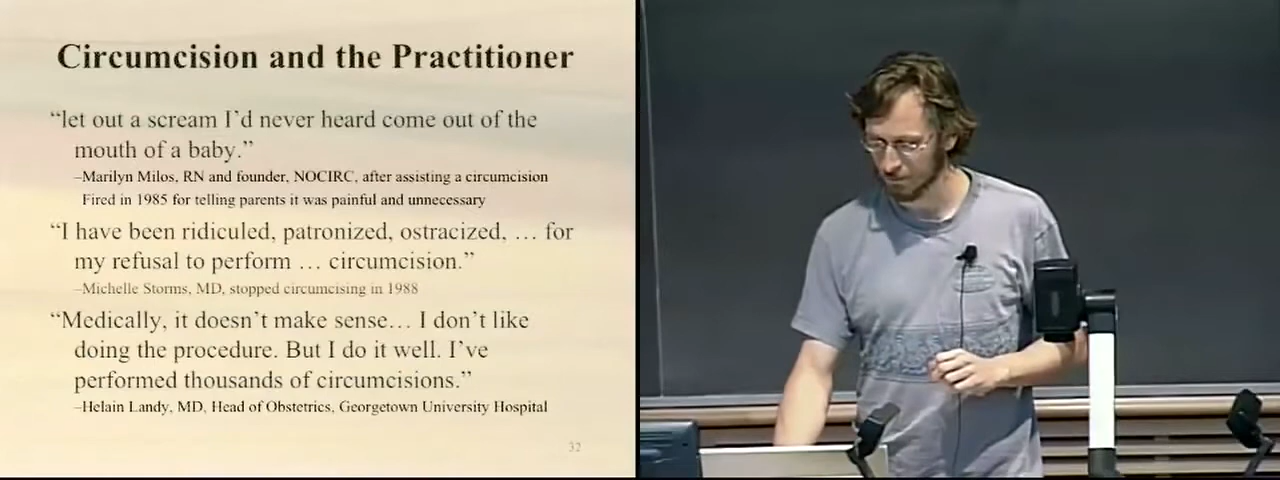 Circumcision and the Practitioner
“let out a scream I’d never heard come out of the
mouth of a baby.”
–Marilyn Milos, RN and founder, NOCIRC, after assisting a circumcision
Fired in 1985 for telling parents it was painful and unnecessary
“I have been ridiculed, patronized, ostracized, … for
my refusal to perform … circumcision.”
–Michelle Storms, MD, stopped circumcising in 1988
“Medically, it doesn’t make sense… I don’t like
doing the procedure. But I do it well. I’ve
performed thousands of circumcisions.”
–Helain Landy, MD, Head of Obstetrics, Georgetown University Hospital
32